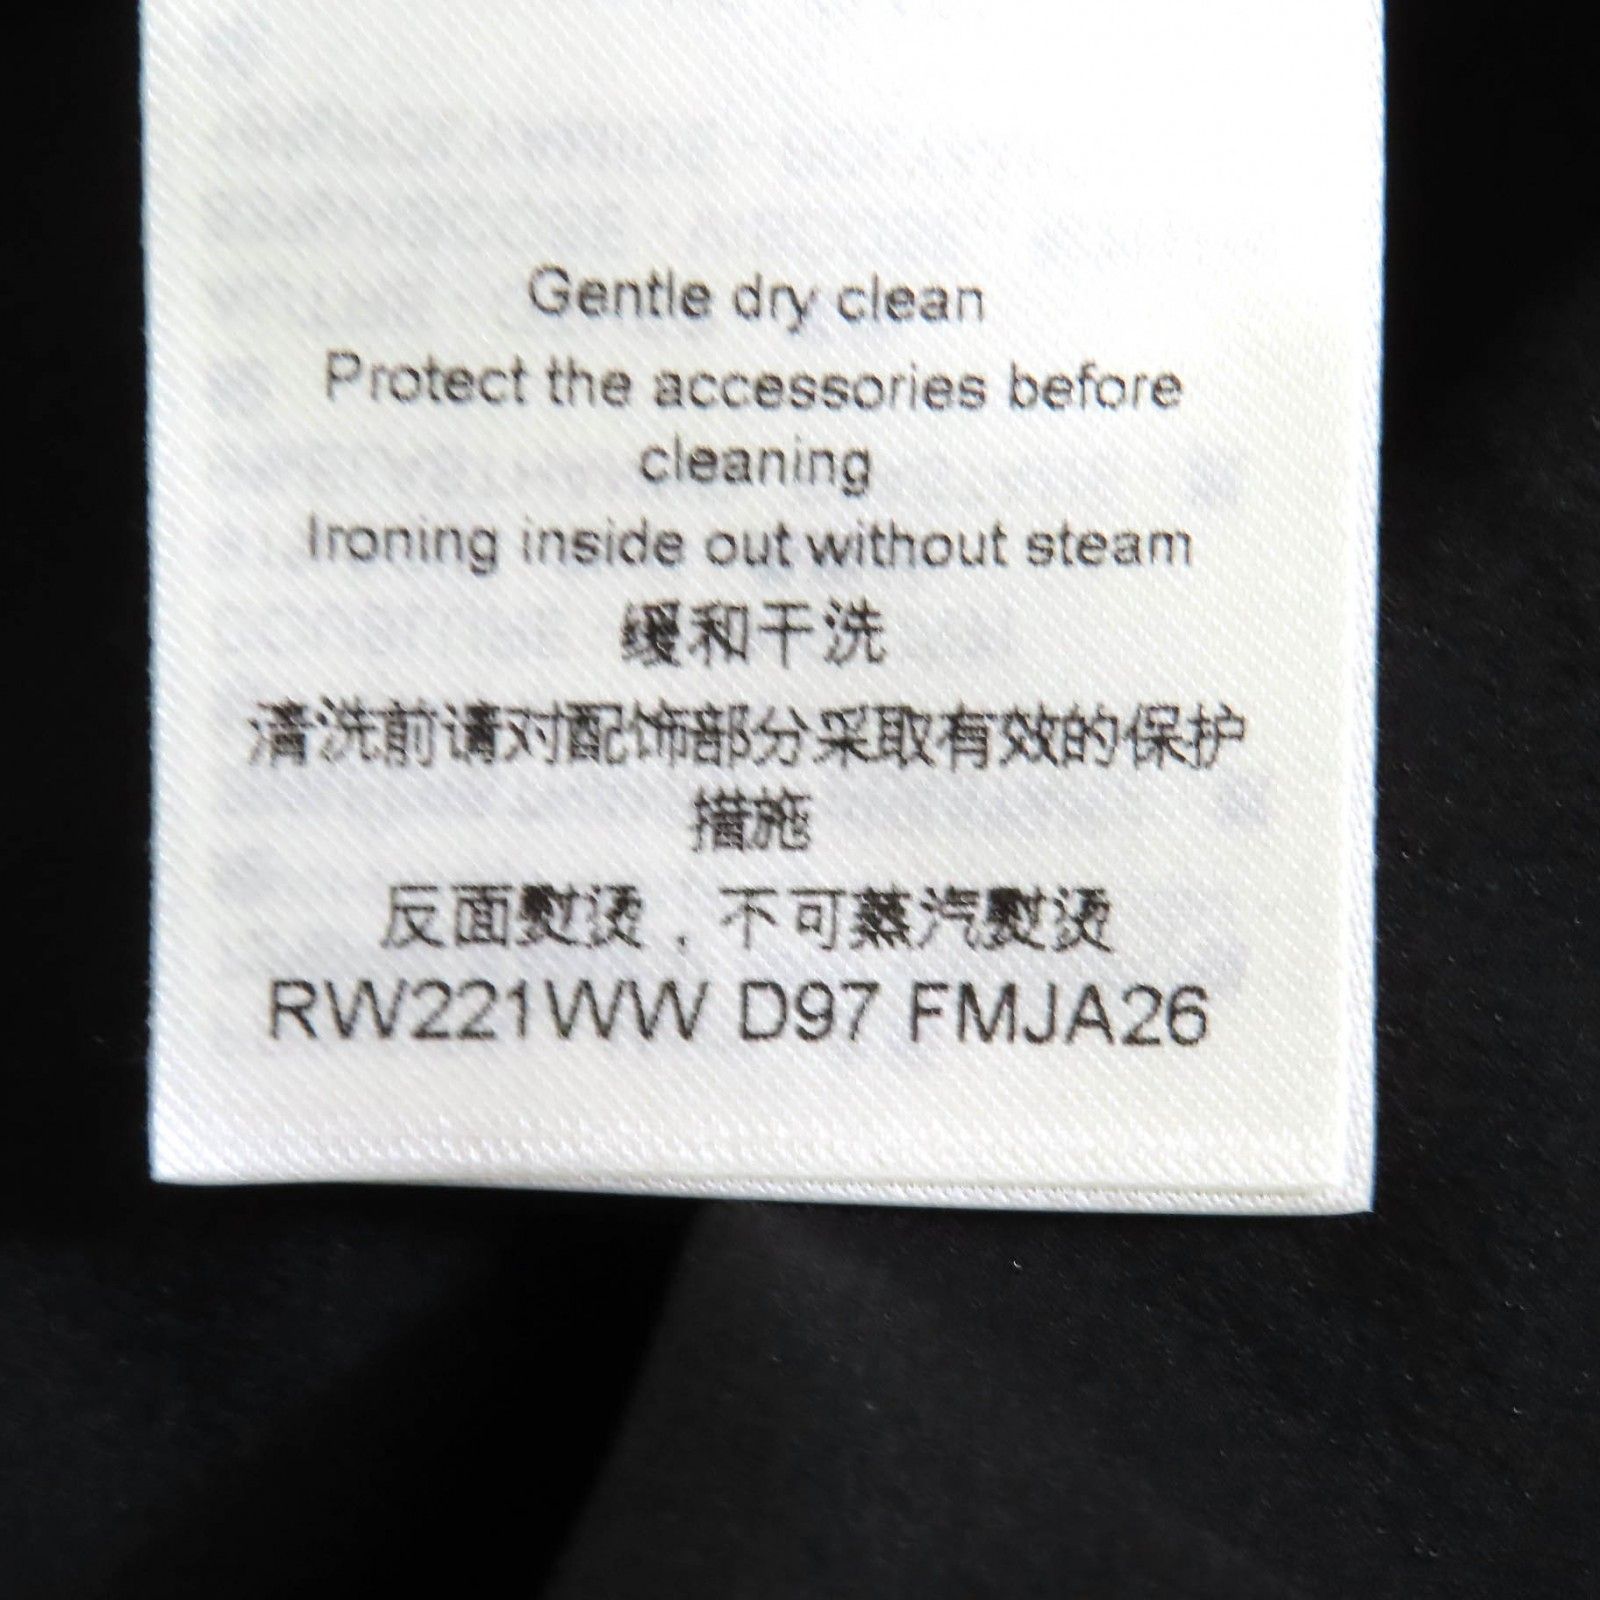 Gentle dry clean
Protect the accessories before
cleaning
Ironing inside out without steam
缓和干洗
清洗前请对配饰部分采取有效的保护
措施
反面熨烫，不可蒸汽熨烫
RW221WW D97 FMJA26